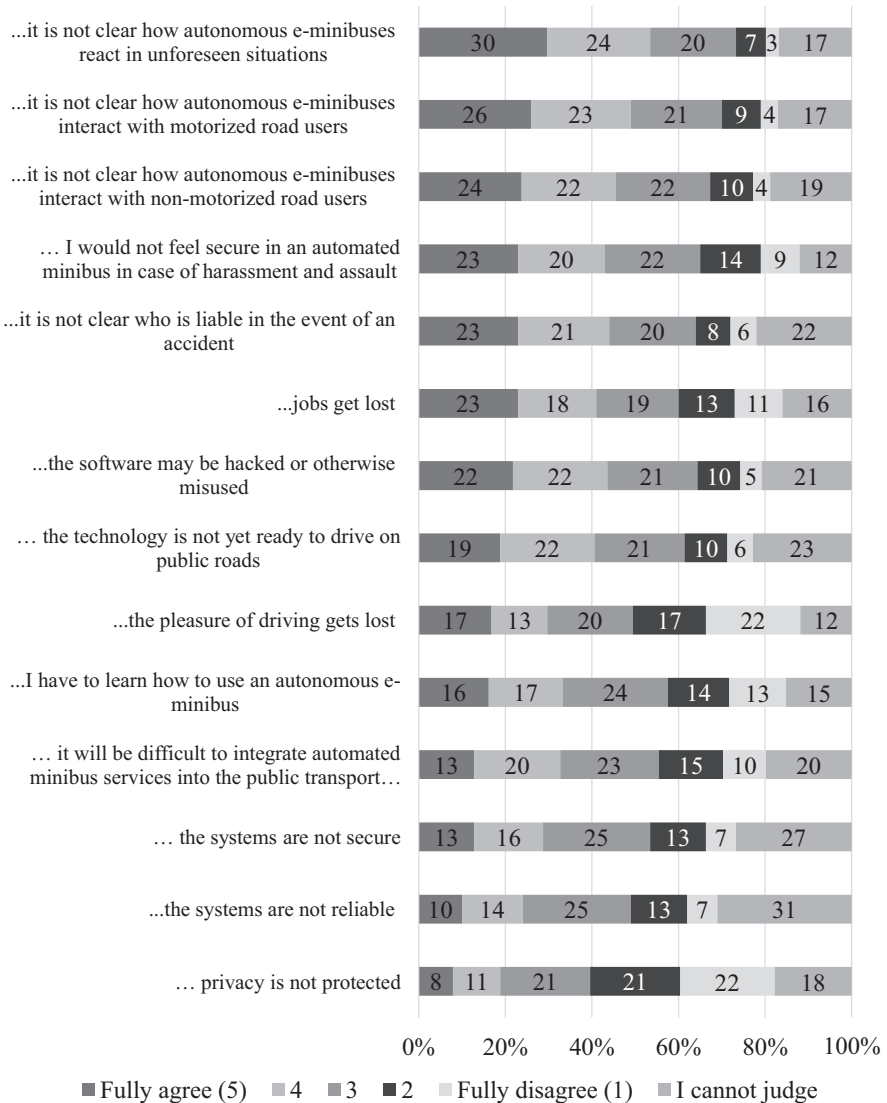 ...it is not clear how autonomous e-minibuses
react in unforeseen situations
30 24 20 7 3 17
...it is not clear how autonomous e-minibuses
interact with motorized road users
26 23 21 9 4 17
...it is not clear how autonomous e-minibuses
interact with non-motorized road users
24 22 22 10 4 19
… I would not feel secure in an automated
minibus in case of harassment and assault
23 20 22 14 9 12
...it is not clear who is liable in the event of an
accident
23 21 20 8 6 22
...jobs get lost
23 18 19 13 11 16
...the software may be hacked or otherwise
misused
22 22 21 10 5 21
… the technology is not yet ready to drive on
public roads
19 22 21 10 6 23
...the pleasure of driving gets lost
17 13 20 17 22 12
...I have to learn how to use an autonomous e-
minibus
16 17 24 14 13 15
… it will be difficult to integrate automated
minibus services into the public transport…
13 20 23 15 10 20
… the systems are not secure
13 16 25 13 7 27
...the systems are not reliable
10 14 25 13 7 31
… privacy is not protected
8 11 21 21 22 18
0% 20% 40% 60% 80% 100%
Fully agree (5) 4 3 2 Fully disagree (1) I cannot judge